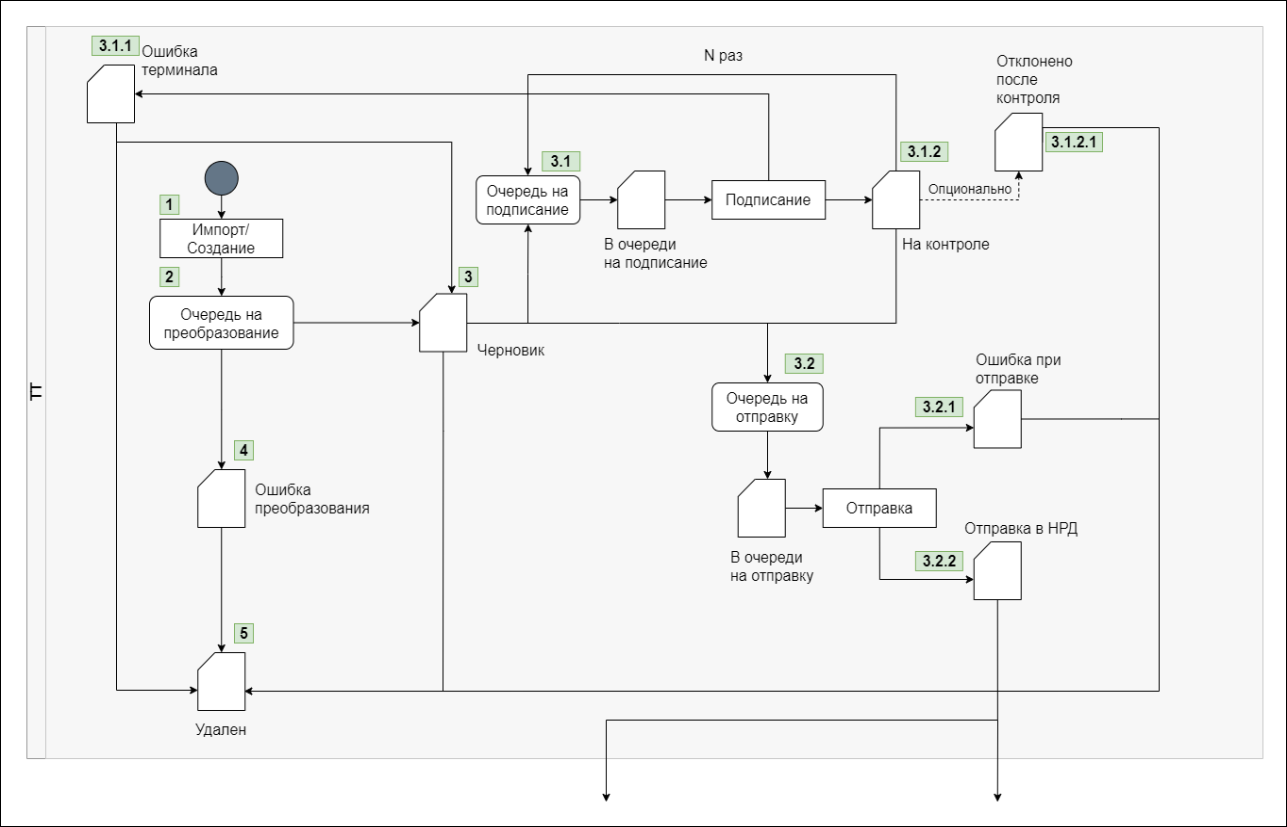 3.1.1
Ошибка
терминала
N раз
Отклонено
после
контроля
3.1.2.1
3.1
3.1.2
Очередь на
подписание
Подписание
Опционально
В очереди
на подписание
На контроле
1
Импорт/
Создание
2
Очередь на
преобразование
3
Черновик
3.2
Очередь на
отправку
Ошибка при
отправке
3.2.1
ТТ
4
Ошибка
преобразования
Отправка
В очереди
на отправку
Отправка в НРД
3.2.2
5
Удален